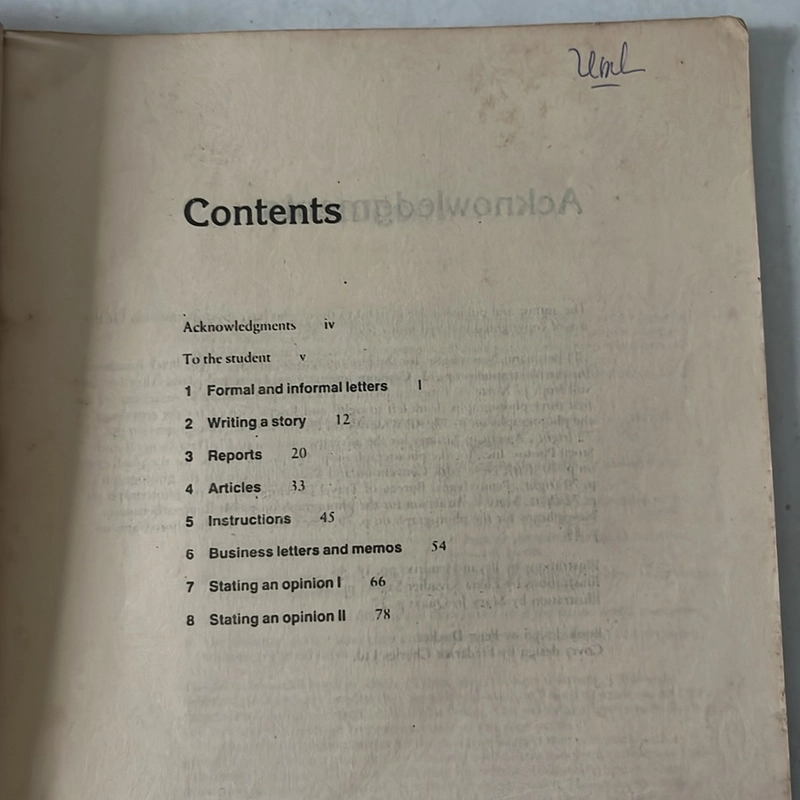 Contents
Acknowledgments iv
To the student v
1 Formal and informal letters 1
2 Writing a story 12
3 Reports 20
4 Articles 33
5 Instructions 45
6 Business letters and memos 54
7 Stating an opinion I 66
8 Stating an opinion II 78